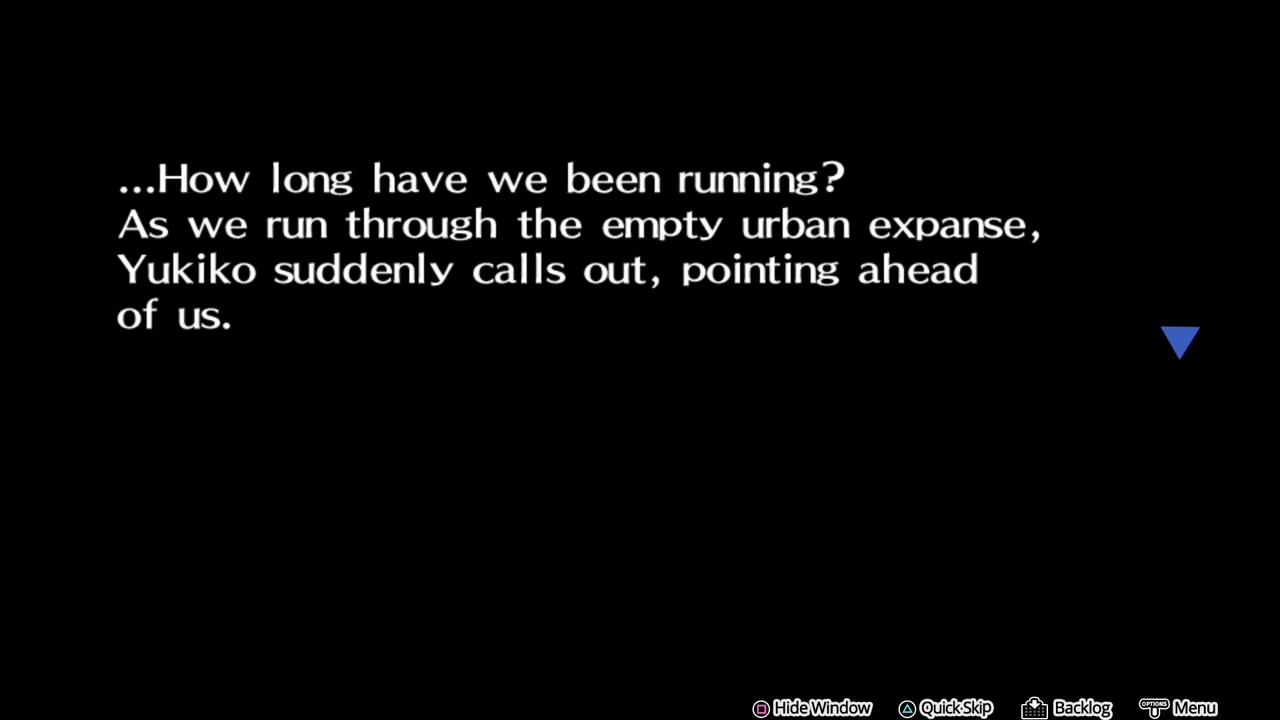 ...How long have we been running?
As we run through the empty urban expanse,
Yukiko suddenly calls out, pointing ahead
of us.
Hide Window Quick Skip Backlog OPTIONS Menu